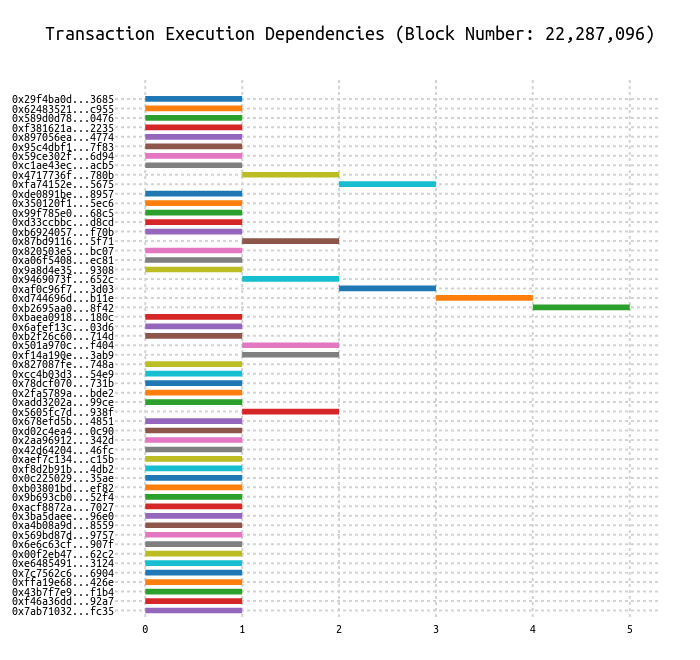 Transaction Execution Dependencies (Block Number: 22,287,096)
0x29f4ba0d...3685
0x62483521...c955
0x589d0d78...0476
0xf381621a...2235
0x897056ea...4774
0x95c4dbf1...7f83
0x59ce302f...6d94
0xc1ae43ec...acb5
0x4717736f...780b
0xfa74152e...5675
0xde0891be...8957
0x350120f1...5ec6
0x99f785e0...68c5
0xd33ccbbc...d8cd
0xb6924057...f70b
0x87bd9116...5f71
0x820503e5...bc07
0xa06f5408...ec81
0x9a8d4e35...9308
0x9469073f...652c
0xaf0c96f7...3d03
0xd744696d...b11e
0xb2695aa0...8f42
0xbaea0918...180c
0x6afef13c...03d6
0xb2f26c60...714d
0x501a970c...f404
0xf14a190e...3ab9
0x827087fe...748a
0xcc4b03d3...54e9
0x78dcf070...731b
0x2fa5789a...bde2
0xadd3202a...99ce
0x5605fc7d...938f
0x678efd5b...4851
0xd02c4ea4...0c90
0x2aa96912...342d
0x42d64204...46fc
0xaef7c134...c15b
0xf8d2b91b...4db2
0x0c225029...35ae
0xb03801bd...ef82
0x9b693cb0...52f4
0xacf8872a...7027
0x3ba5daee...96e0
0xa4b08a9d...8559
0x569bd87d...9757
0x6e6c63cf...907f
0x00f2eb47...62c2
0xe6485491...3124
0x7c7562c6...6904
0xffa19e68...426e
0x43b7f7e9...f1b4
0xf46a36dd...92a7
0x7ab71032...fc35
0 1 2 3 4 5